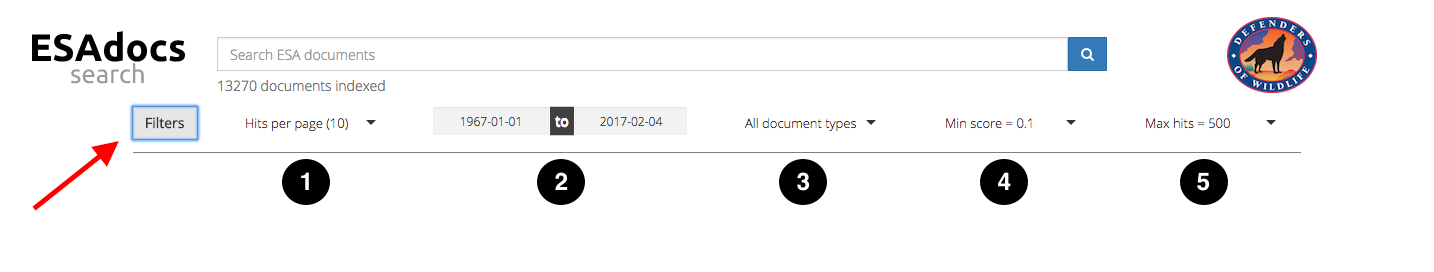 ESAdocs
search
Search ESA documents
13270 documents indexed
DEFENDERS OF WILDLIFE
Filters
Hits per page (10)
1967-01-01 to 2017-02-04
All document types
Min score = 0.1
Max hits = 500
1
2
3
4
5